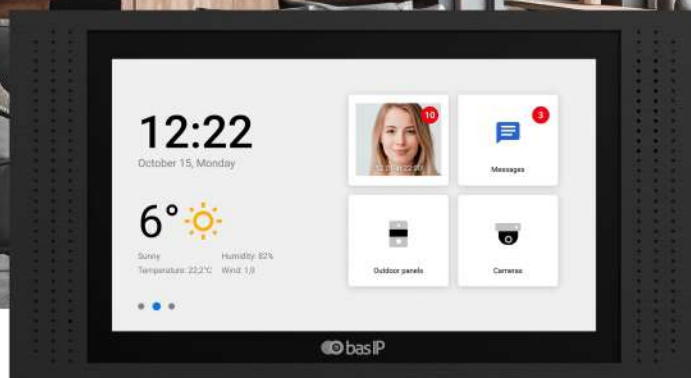 12:22
October 15, Monday
6°
Sunny
Humidity: 82%
Temperature: 22,2°C
Wind: 1,9
10
3
Messages
Outdoor panels
Cameras
bas IP